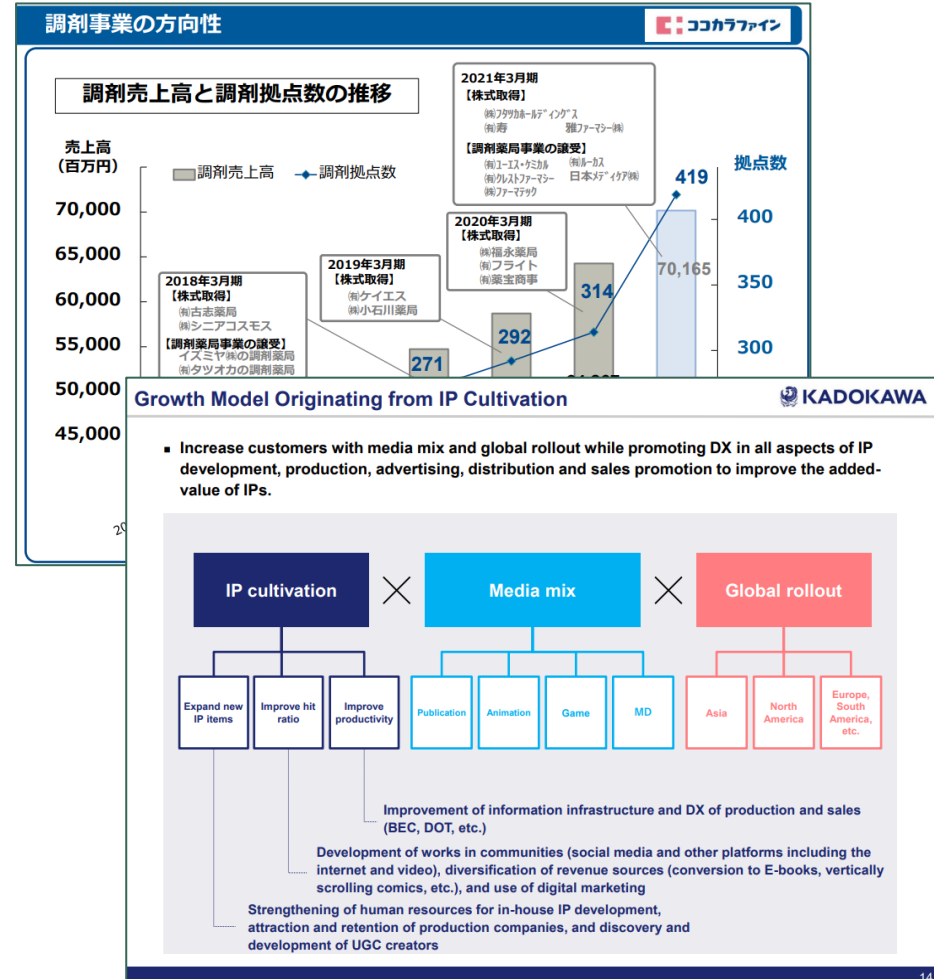 調剤事業の方向性
ココカラファイン
調剤売上高と調剤拠点数の推移
売上高
(百万円)
調剤売上高
調剤拠点数
拠点数
70,000
65,000
60,000
55,000
50,000
45,000
400
350
300
2018年3月期
【株式取得】
㈲古志薬局
㈱シニアコスモス
【調剤薬局事業の譲受】
イズミヤ㈱の調剤薬局
㈲タツオカの調剤薬局
2019年3月期
【株式取得】
㈲ケイエス
㈱小石川薬局
2020年3月期
【株式取得】
㈱福永薬局
㈲フライト
㈲薬宝商事
2021年3月期
【株式取得】
㈱フタツカホールディングス
㈲寿 雅ファーマシー㈱
【調剤薬局事業の譲受】
㈲ユーエス・ケミカル ㈲ルーカス
㈲クレストファーマシー 日本メディケア㈱
㈱ファーマテック
271
292
314
419
70,165
Growth Model Originating from IP Cultivation
KADOKAWA
▪ Increase customers with media mix and global rollout while promoting DX in all aspects of IP
development, production, advertising, distribution and sales promotion to improve the added-
value of IPs.
IP cultivation
Media mix
Global rollout
Expand new
IP items
Improve hit
ratio
Improve
productivity
Publication
Animation
Game
MD
Asia
North
America
Europe,
South
America,
etc.
Improvement of information infrastructure and DX of production and sales
(BEC, DOT, etc.)
Development of works in communities (social media and other platforms including the
internet and video), diversification of revenue sources (conversion to E-books, vertically
scrolling comics, etc.), and use of digital marketing
Strengthening of human resources for in-house IP development,
attraction and retention of production companies, and discovery and
development of UGC creators
14